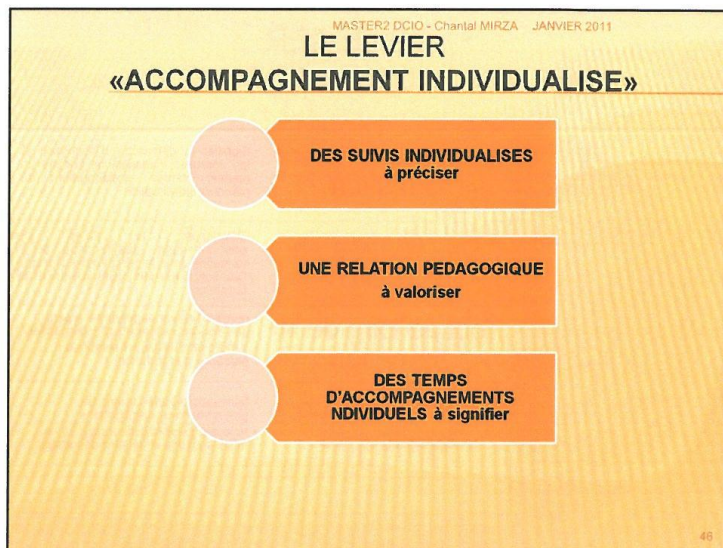 MASTER2 DCIO - Chantal MIRZA JANVIER 2011
LE LEVIER
«ACCOMPAGNEMENT INDIVIDUALISE»
DES SUIVIS INDIVIDUALISES
à préciser
UNE RELATION PEDAGOGIQUE
à valoriser
DES TEMPS
D'ACCOMPAGNEMENTS
NDIVIDUELS à signifier
46